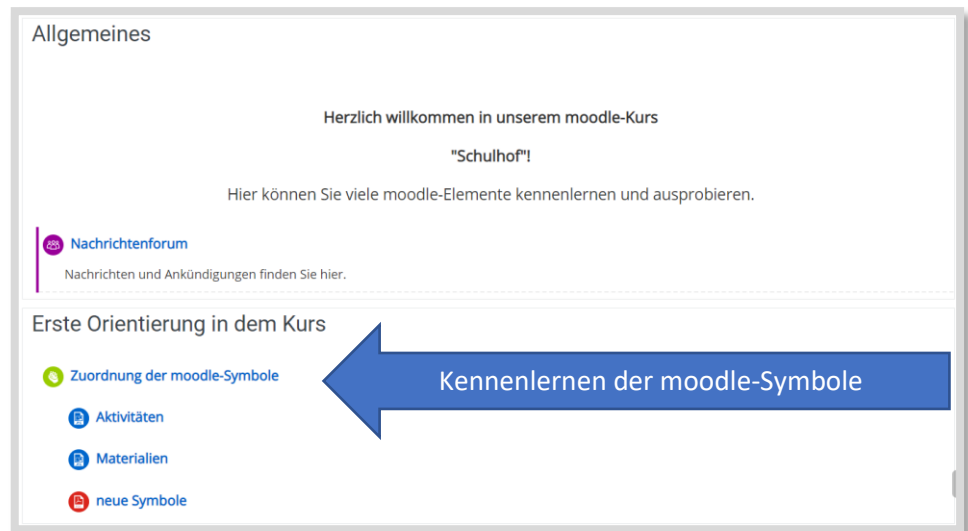 Allgemeines
Herzlich willkommen in unserem moodle-Kurs
"Schulhof"!
Hier können Sie viele moodle-Elemente kennenlernen und ausprobieren.
Nachrichtenforum
Nachrichten und Ankündigungen finden Sie hier.
Erste Orientierung in dem Kurs
Zuordnung der moodle-Symbole
Kennenlernen der moodle-Symbole
Aktivitäten
Materialien
neue Symbole